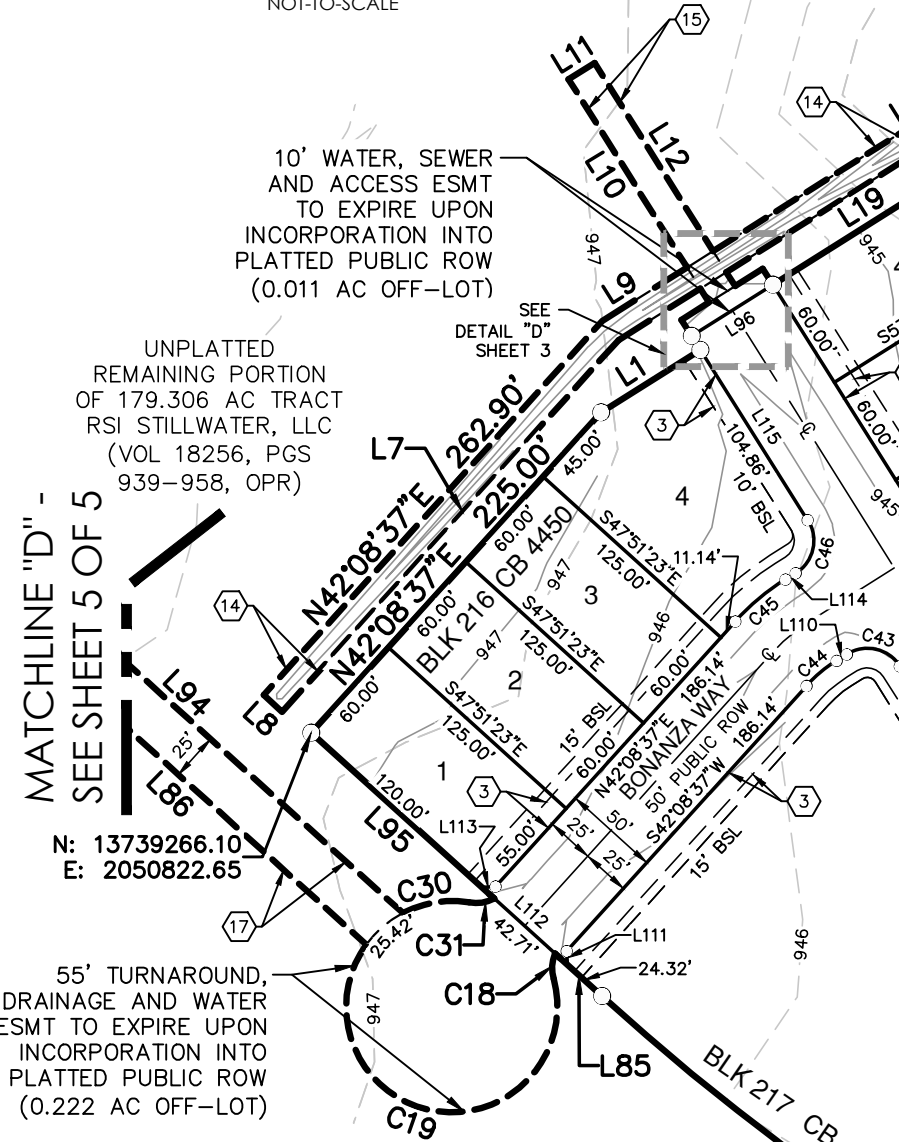 NOT-TO-SCALE
15
L11
14
L12
L10
10' WATER, SEWER
AND ACCESS ESMT
TO EXPIRE UPON
INCORPORATION INTO
PLATTED PUBLIC ROW
(0.011 AC OFF-LOT)
L19
947
945
L9
SEE
DETAIL "D"
SHEET 3
L96
60.00'
UNPLATTED
REMAINING PORTION
OF 179.306 AC TRACT
RSI STILLWATER, LLC
(VOL 18256, PGS
939-958, OPR)
L1
3
L115
60.00'
104.86'
10' BSL
945
L7
N42°08'37"E 262.90'
N42°08'37"E 225.00'
45.00'
4
S47°51'23"E
125.00'
60.00'
BLK 216 CB 4450
947
3
S47°51'23"E
125.00'
11.14'
C46
L114
C45
L110
C43
C44
946
MATCHLINE "D" -
SEE SHEET 5 OF 5
14
60.00'
947
2
S47°51'23"E
125.00'
60.00'
L94
L8
60.00'
25'
L86
15' BSL
60.00'
N42°08'37"E 186.14'
BONANZA WAY
50' PUBLIC ROW
S42°08'37"W 186.14'
1
120.00'
L95
3
3
N: 13739266.10
E: 2050822.65
L113
55.00'
25'
50'
25'
15' BSL
C30
17
25.42'
C31
L112
42.71'
L111
24.32'
946
C18
L85
55' TURNAROUND,
DRAINAGE AND WATER
ESMT TO EXPIRE UPON
INCORPORATION INTO
PLATTED PUBLIC ROW
(0.222 AC OFF-LOT)
947
C19
BLK 217 CB